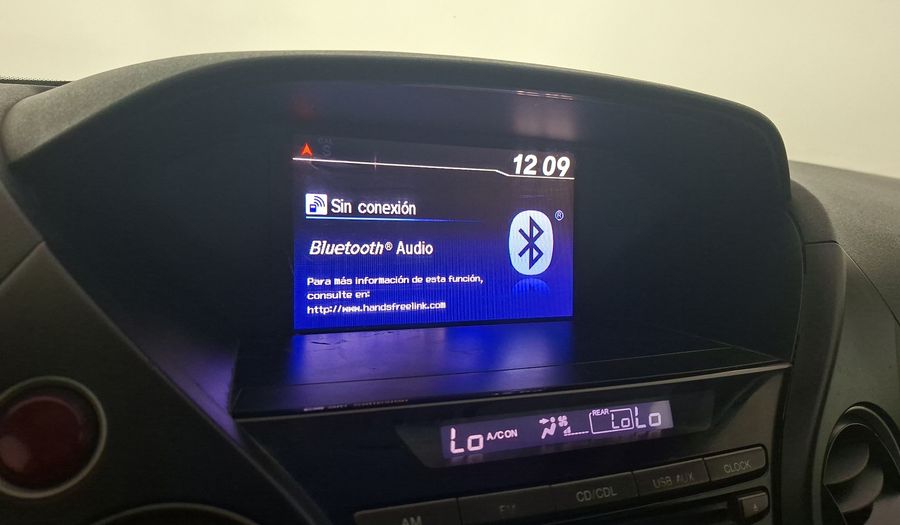 S
12:09
Sin conexión
Bluetooth® Audio
®
Para más información de esta función,
consulte en:
http://www.handsfreelink.com
Lo A/CON REAR Lo Lo
AM FM CD/CDL USB AUX CLOCK